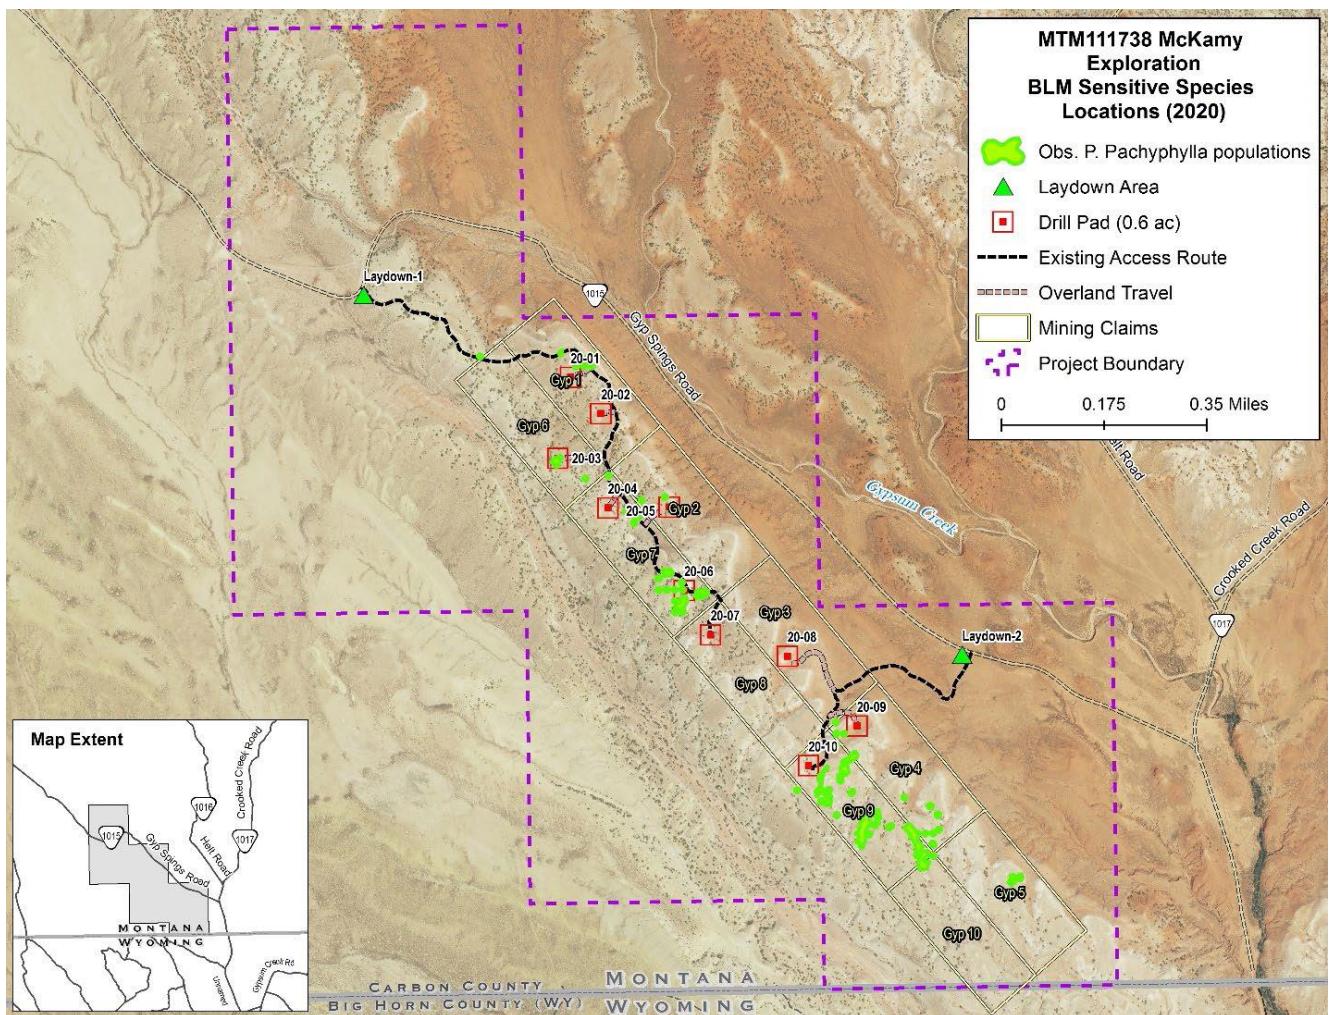 MTM111738 McKamy
Exploration
BLM Sensitive Species
Locations (2020)
Obs. P. Pachyphylla populations
Laydown Area
Drill Pad (0.6 ac)
Existing Access Route
Overland Travel
Mining Claims
Project Boundary
0 0.175 0.35 Miles
Laydown-1
1015
Gyp Spings Road
20-01
Gyp 1
20-02
Gyp 6
20-03
20-04
20-05
Gyp 2
Gyp 7
20-06
20-07
Gyp 3
20-08
Gyp 8
Laydown-2
Gypsum Creek
Road
Crooked Creek Road
1017
20-09
20-10
Gyp 4
Gyp 9
Gyp 5
Gyp 10
CARBON COUNTY
BIG HORN COUNTY (WY)
MONTANA
WYOMING
Map Extent
1015
Gyp Spings Road
1016
Helt Road
1017
Crooked Creek Road
MONTANA
WYOMING
Unnamed
Gypsum Creek Rd